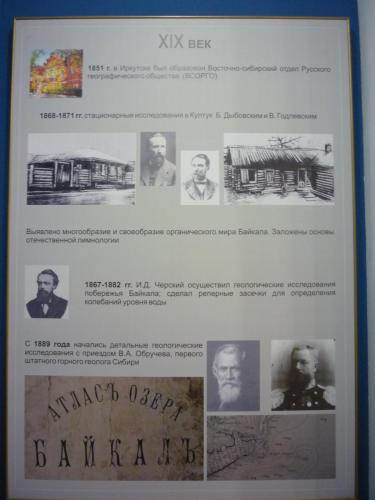 XIX ВЕК
1851 г. в Иркутске был образован Восточно-сибирский отдел Русского
географического общества (ВСОРГО)
1868-1871 гг. стационарные исследования в Култук Б. Дыбовским и В. Годлевским
Выявлено многообразие и своеобразие органического мира Байкала. Заложены основы
отечественной лимнологии
1867-1882 гг. И.Д. Черский осуществил геологические исследования
побережья Байкала; сделал реперные засечки для определения
колебаний уровня воды
С 1889 года начались детальные геологические
исследования с приездом В.А. Обручева, первого
штатного горного геолога Сибири
АТЛАСЪ ОЗЕРА
БАЙКАЛЪ